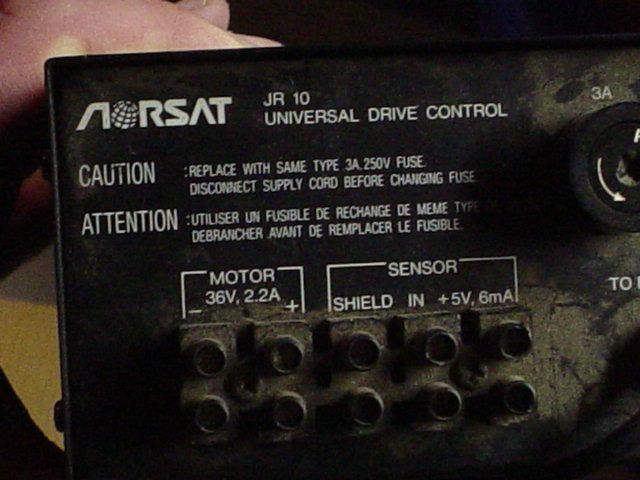 NORSAT
JR 10
UNIVERSAL DRIVE CONTROL
3A
CAUTION :REPLACE WITH SAME TYPE 3A, 250V FUSE.
DISCONNECT SUPPLY CORD BEFORE CHANGING FUSE.
ATTENTION :UTILISER UN FUSIBLE DE RECHANGE DE MEME TYPE
DEBRANCHER AVANT DE REMPLACER LE FUSIBLE.
MOTOR
36V, 2.2A
− +
SENSOR
SHIELD IN +5V, 6mA
TO